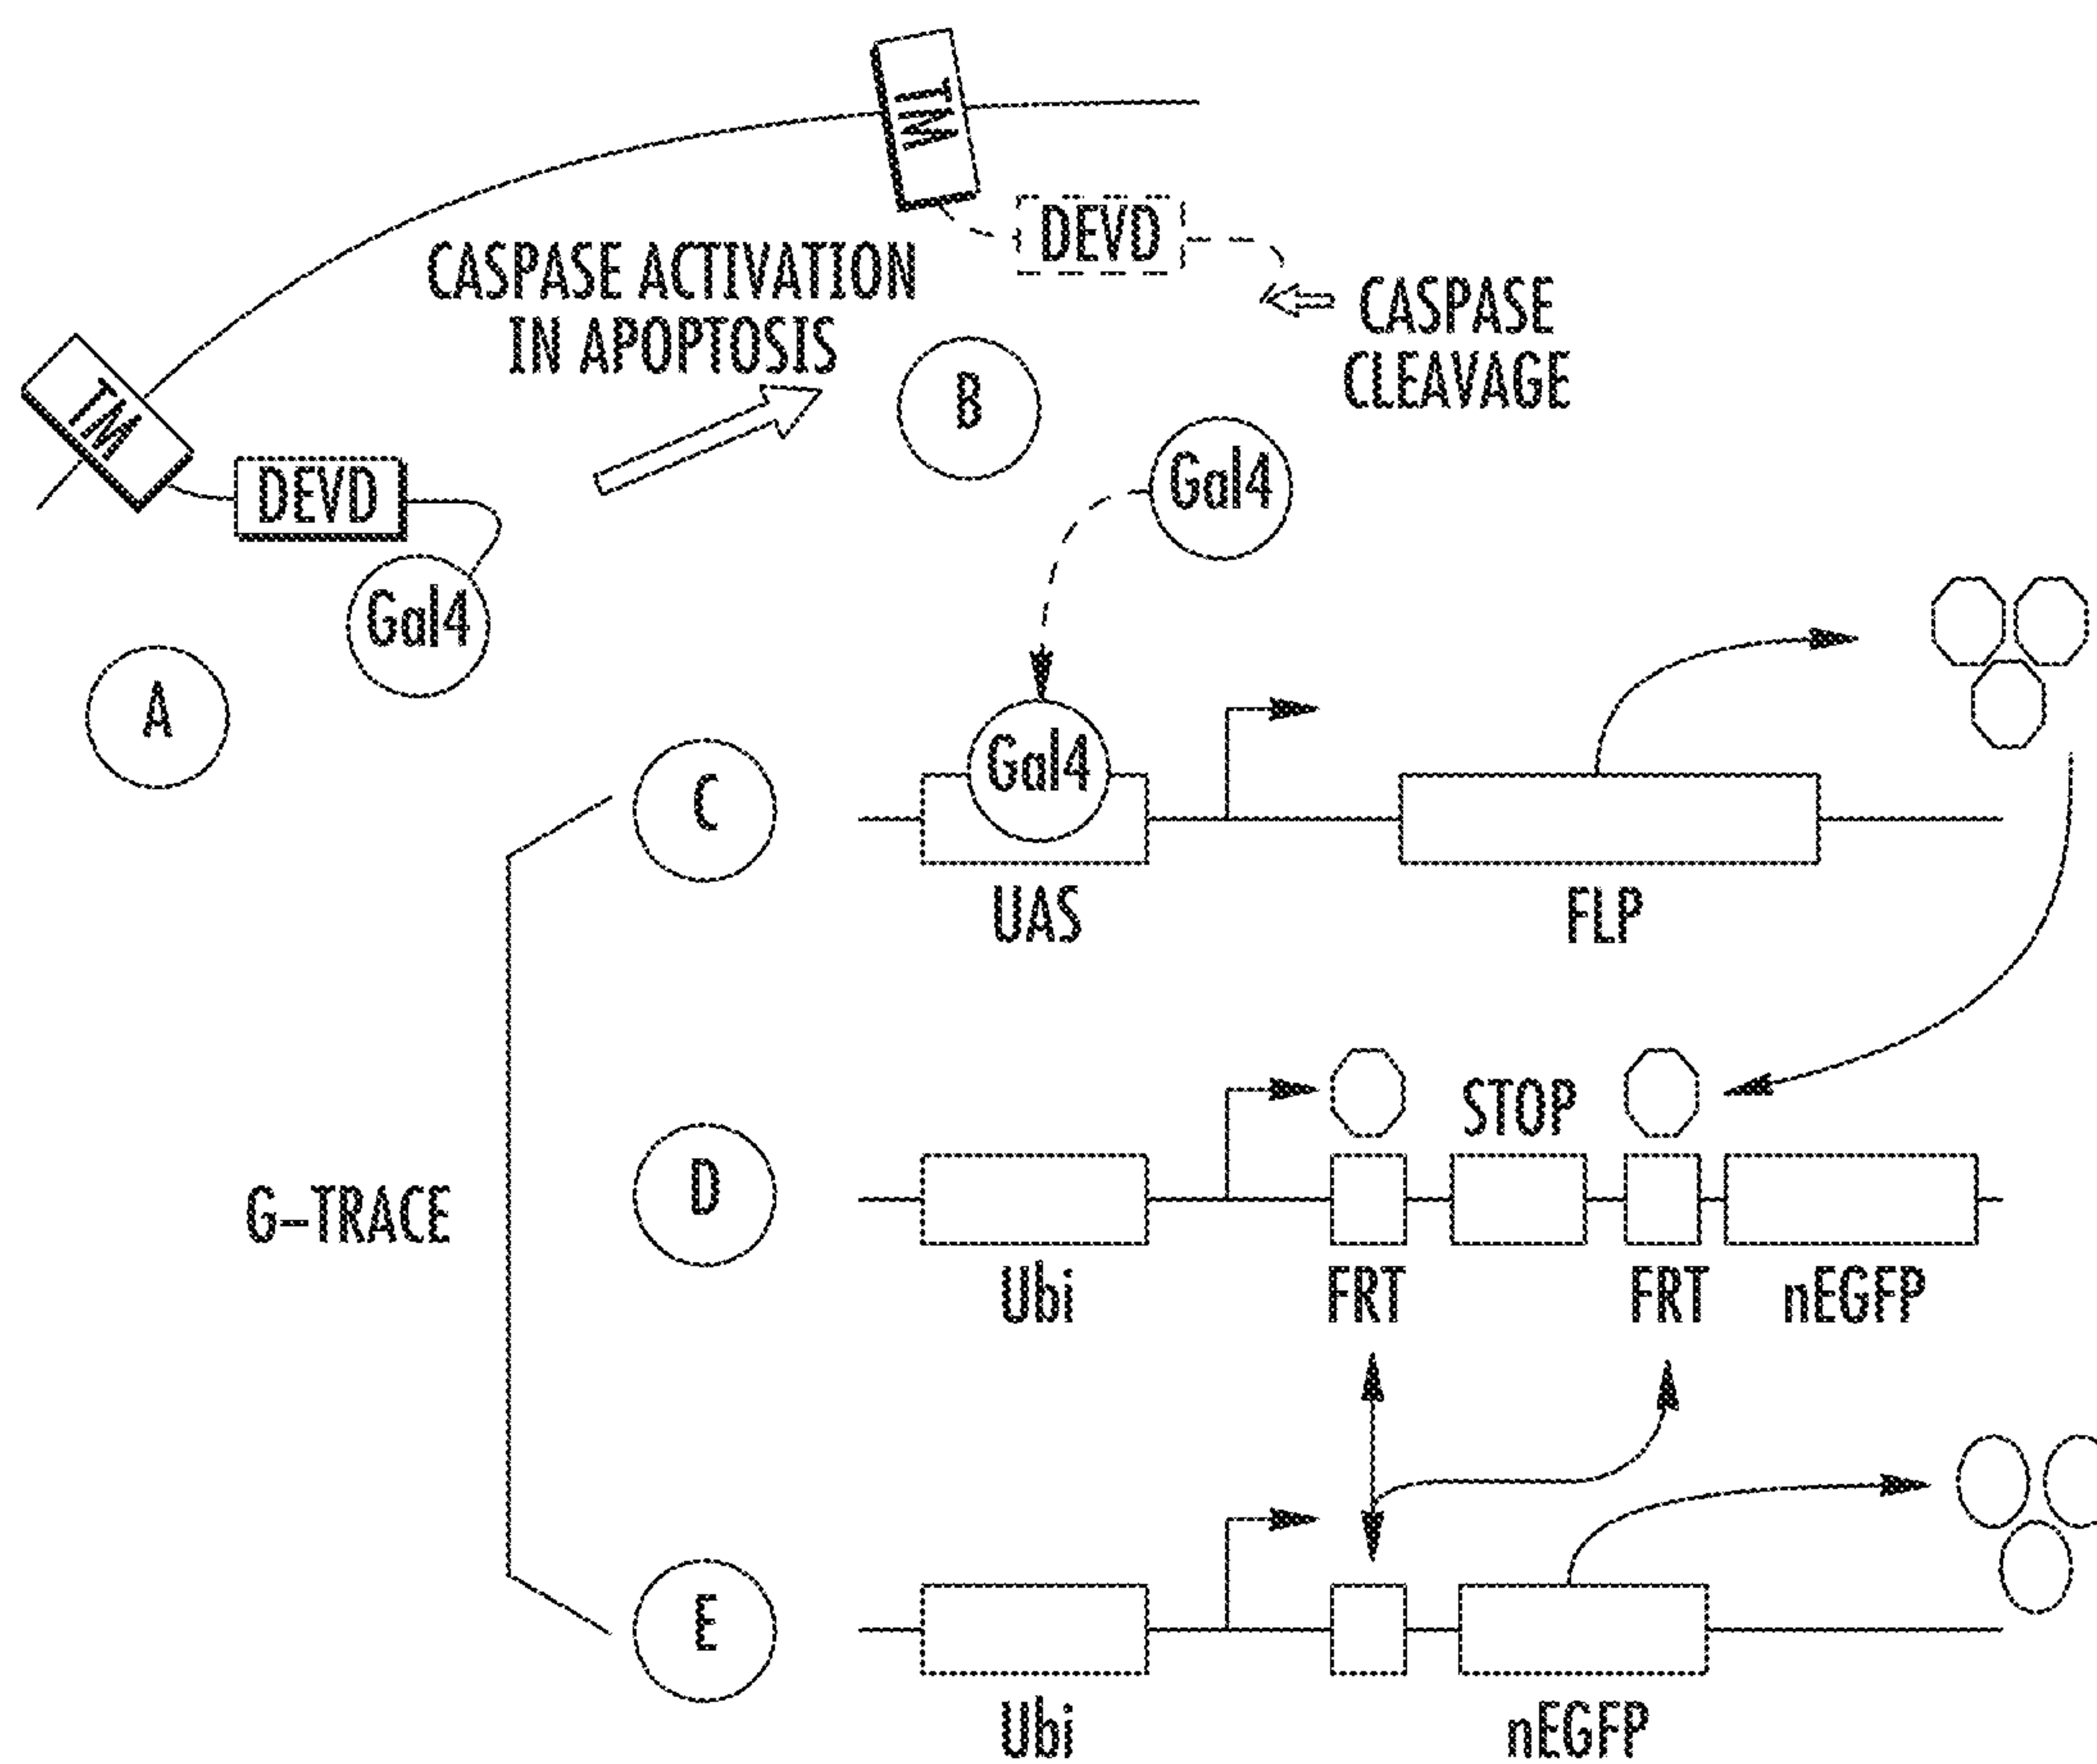 TM
DEVD
CASPASE ACTIVATION
IN APOPTOSIS
CASPASE
CLEAVAGE
TM
DEVD
Gal4
B
Gal4
A
C
Gal4
UAS
FLP
G-TRACE
D
STOP
Ubi
FRT
FRT
nEGFP
E
Ubi
nEGFP